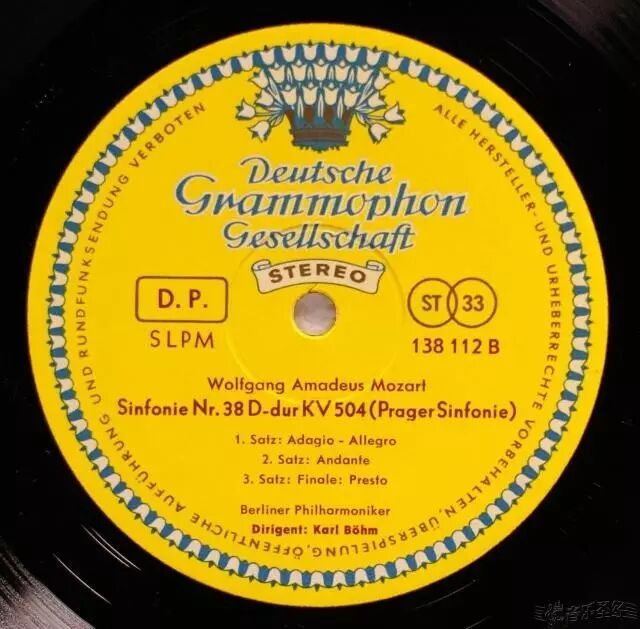 Deutsche
Grammophon
Gesellschaft
STEREO
D. P.
SLPM
ST 33
138 112 B
Wolfgang Amadeus Mozart
Sinfonie Nr. 38 D-dur KV 504 (Prager Sinfonie)
1. Satz: Adagio - Allegro
2. Satz: Andante
3. Satz: Finale: Presto
Berliner Philharmoniker
Dirigent: Karl Böhm
ALLE HERSTELLER- UND URHEBERRECHTE VORBEHALTEN, ÜBERSPIELUNG, ÖFFENTLICHE AUFFÜHRUNG UND RUNDFUNKSENDUNG VERBOTEN